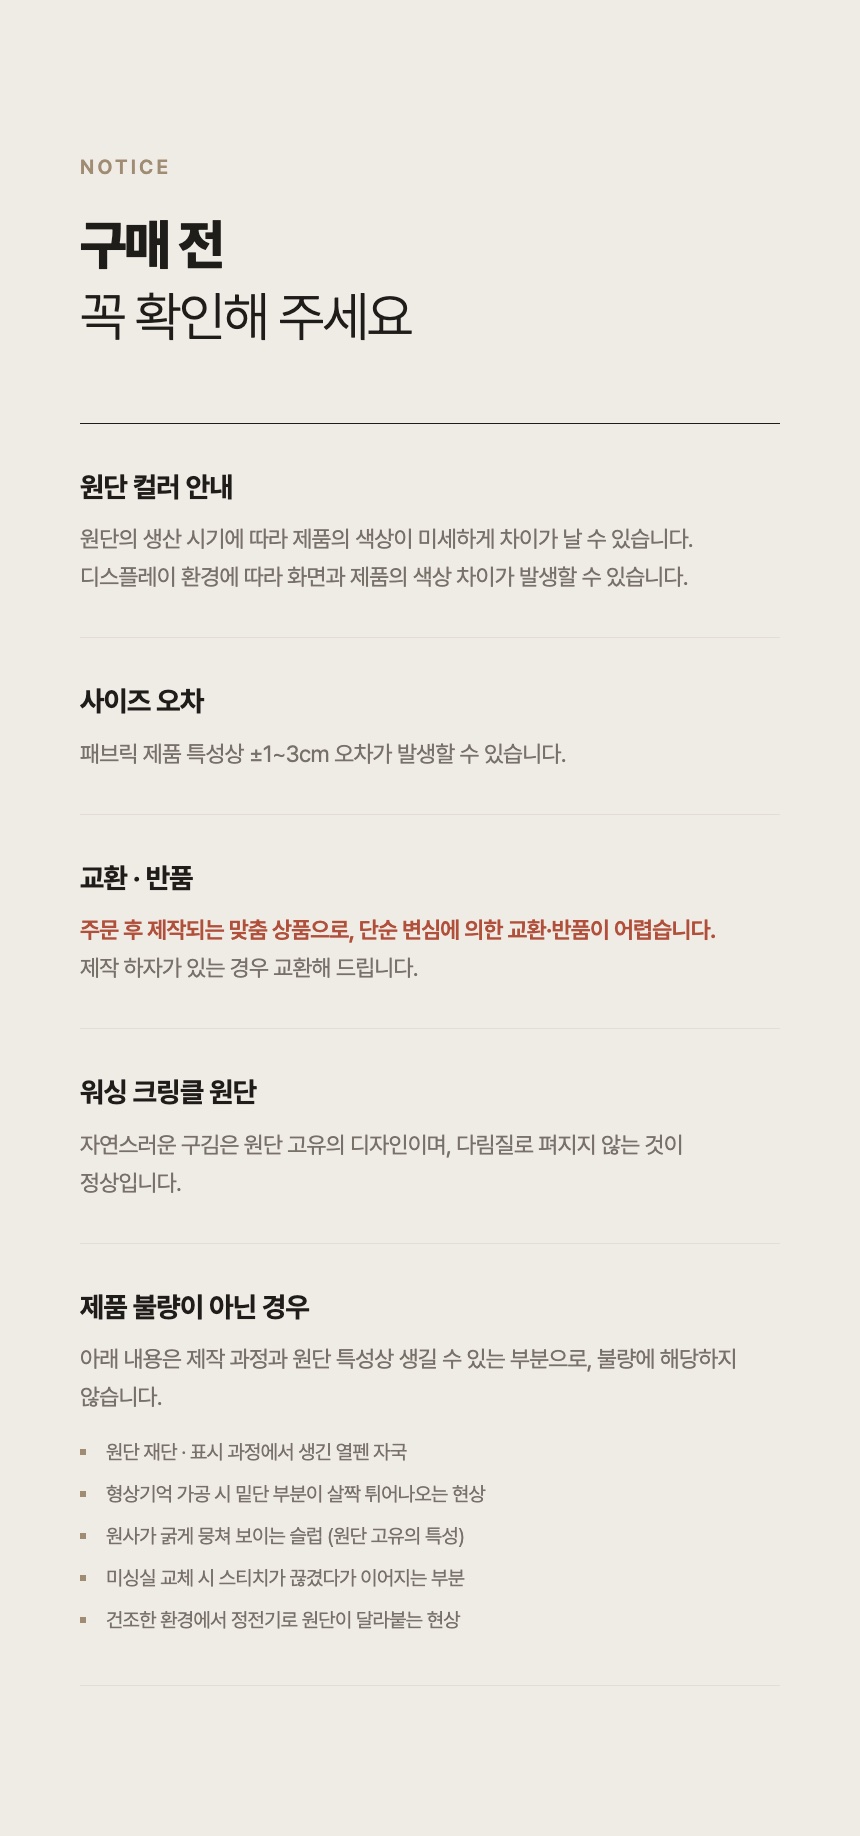 NOTICE
구매 전
꼭 확인해 주세요
원단 컬러 안내
원단의 생산 시기에 따라 제품의 색상이 미세하게 차이가 날 수 있습니다.
디스플레이 환경에 따라 화면과 제품의 색상 차이가 발생할 수 있습니다.
사이즈 오차
패브릭 제품 특성상 ±1~3cm 오차가 발생할 수 있습니다.
교환 · 반품
주문 후 제작되는 맞춤 상품으로, 단순 변심에 의한 교환·반품이 어렵습니다.
제작 하자가 있는 경우 교환해 드립니다.
워싱 크링클 원단
자연스러운 구김은 원단 고유의 디자인이며, 다림질로 펴지지 않는 것이
정상입니다.
제품 불량이 아닌 경우
아래 내용은 제작 과정과 원단 특성상 생길 수 있는 부분으로, 불량에 해당하지
않습니다.
원단 재단 · 표시 과정에서 생긴 열펜 자국
형상기억 가공 시 밑단 부분이 살짝 튀어나오는 현상
원사가 굵게 뭉쳐 보이는 슬럽 (원단 고유의 특성)
미싱실 교체 시 스티치가 끊겼다가 이어지는 부분
건조한 환경에서 정전기로 원단이 달라붙는 현상